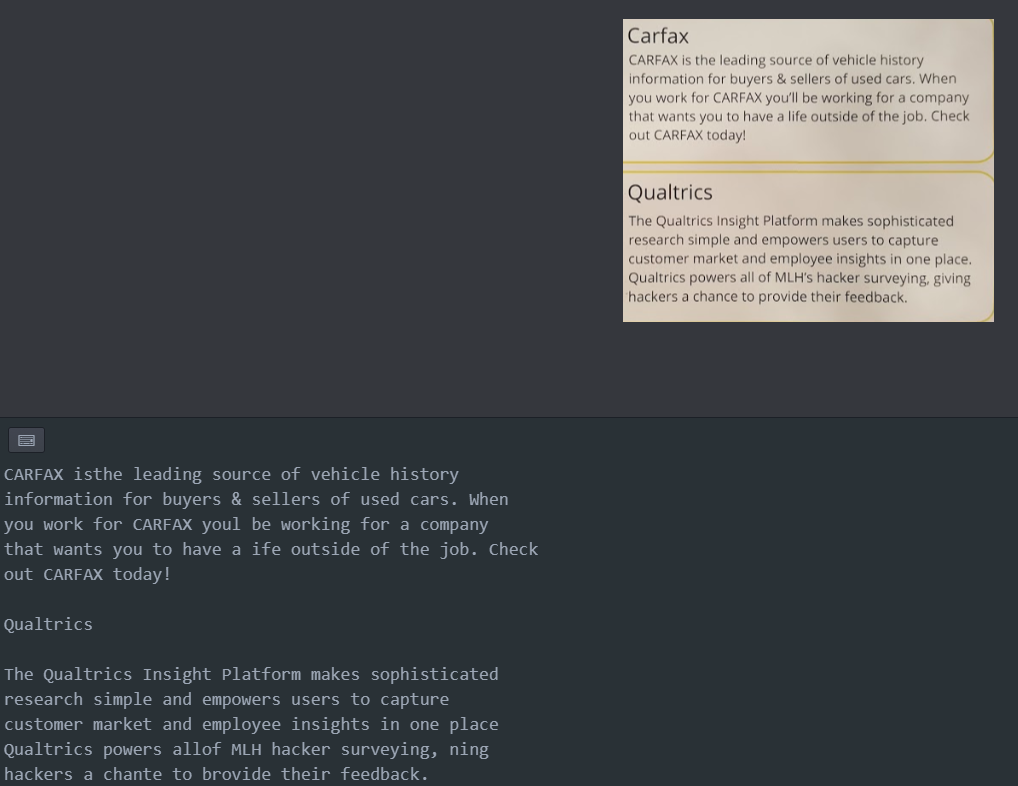 Carfax
CARFAX is the leading source of vehicle history
information for buyers & sellers of used cars. When
you work for CARFAX you'll be working for a company
that wants you to have a life outside of the job. Check
out CARFAX today!
Qualtrics
The Qualtrics Insight Platform makes sophisticated
research simple and empowers users to capture
customer market and employee insights in one place.
Qualtrics powers all of MLH's hacker surveying, giving
hackers a chance to provide their feedback.
CARFAX isthe leading source of vehicle history
information for buyers & sellers of used cars. When
you work for CARFAX youl be working for a company
that wants you to have a ife outside of the job. Check
out CARFAX today!
Qualtrics
The Qualtrics Insight Platform makes sophisticated
research simple and empowers users to capture
customer market and employee insights in one place
Qualtrics powers allof MLH hacker surveying, ning
hackers a chante to brovide their feedback.